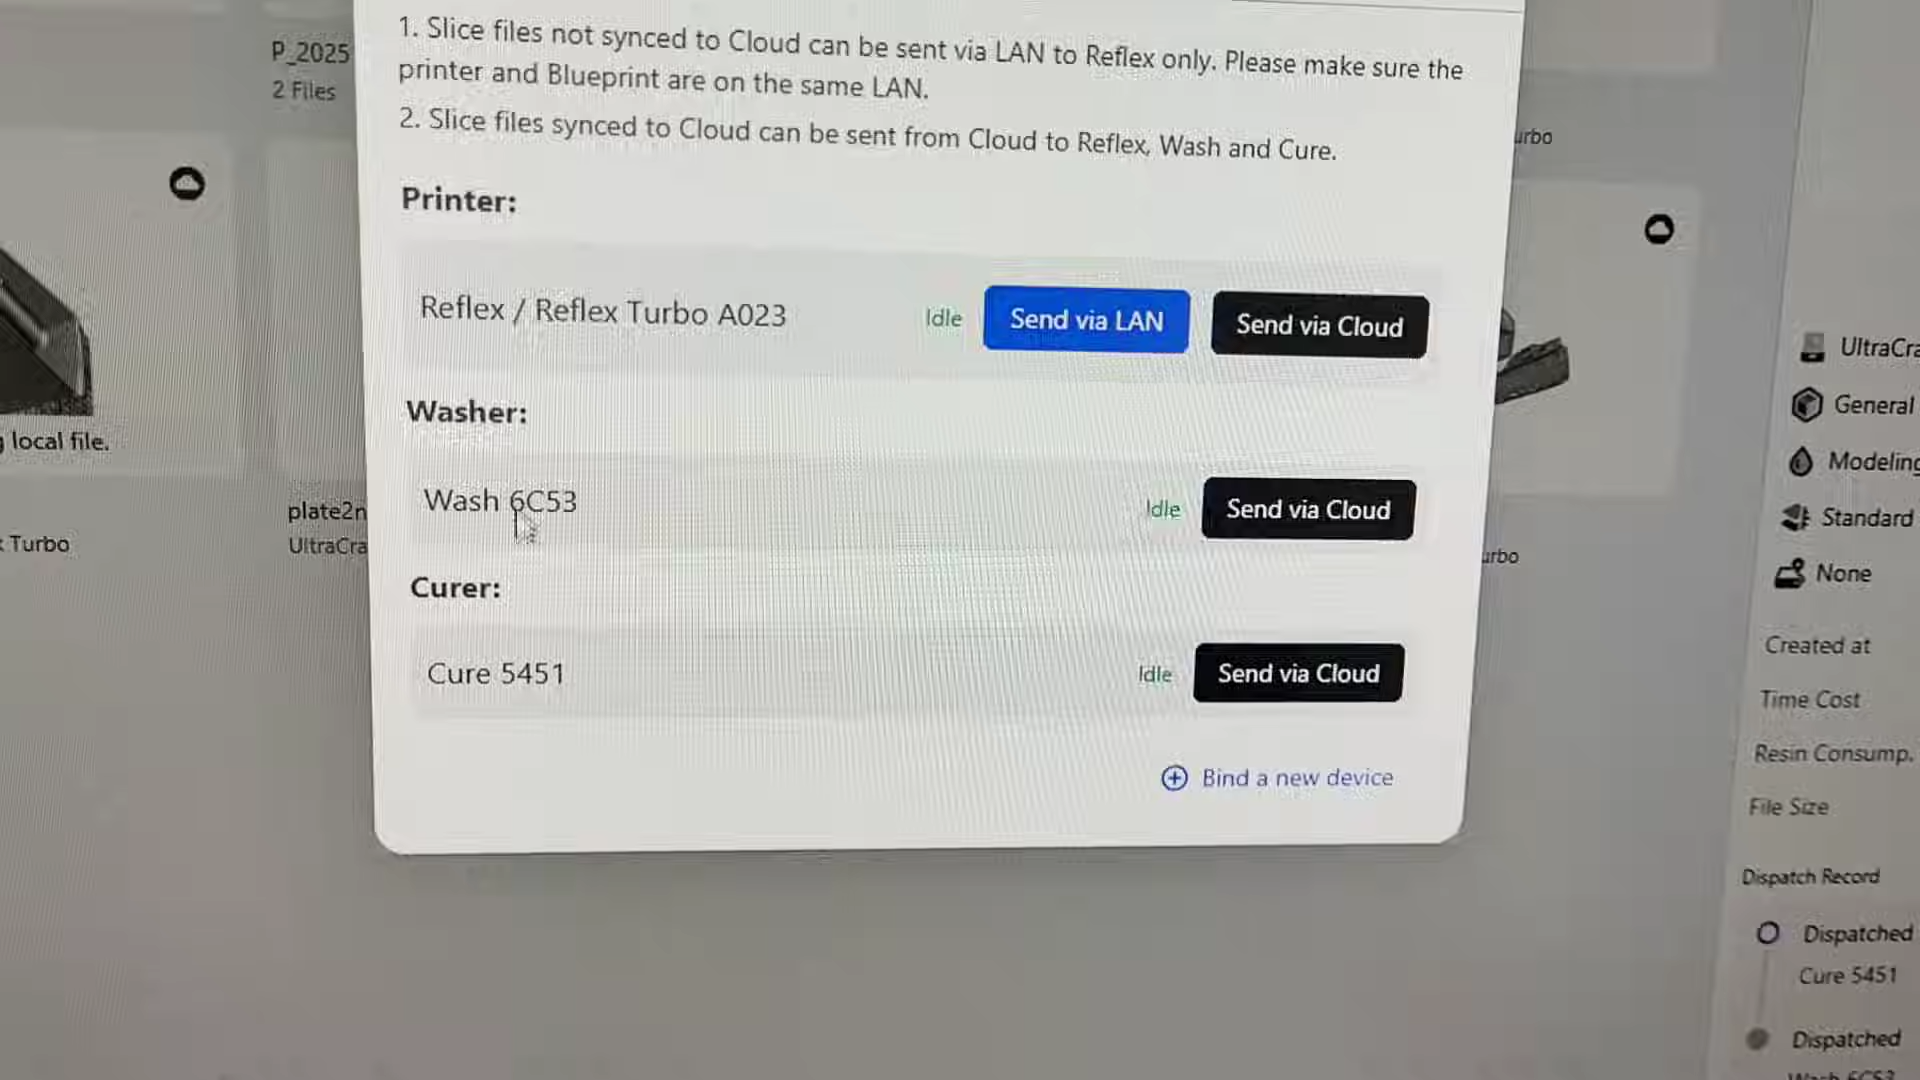 P_2025
2 Files
1. Slice files not synced to Cloud can be sent via LAN to Reflex only. Please make sure the
printer and Blueprint are on the same LAN.
2. Slice files synced to Cloud can be sent from Cloud to Reflex, Wash and Cure.
Printer:
Reflex / Reflex Turbo A023
Idle
Send via LAN
Send via Cloud
Washer:
Wash 6C53
Idle
Send via Cloud
Curer:
Cure 5451
Idle
Send via Cloud
Bind a new device
local file.
Turbo
plate2n
UltraCra
urbo
urbo
UltraCra
General
Modeling
Standard
None
Created at
Time Cost
Resin Consump.
File Size
Dispatch Record
Dispatched
Cure 5451
Dispatched
Wash 6C53